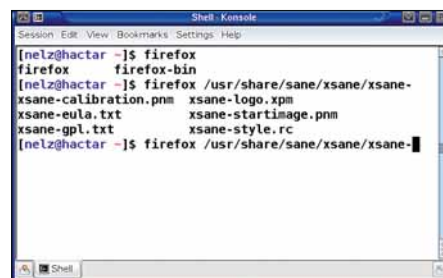 Shell - Konsole
Session Edit View Bookmarks Settings Help
[nelz@hactar ~]$ firefox
firefox firefox-bin
[nelz@hactar ~]$ firefox /usr/share/sane/xsane/xsane-
xsane-calibration.pnm xsane-logo.xpm
xsane-eula.txt xsane-startimage.pnm
xsane-gpl.txt xsane-style.rc
[nelz@hactar ~]$ firefox /usr/share/sane/xsane/xsane-
Shell